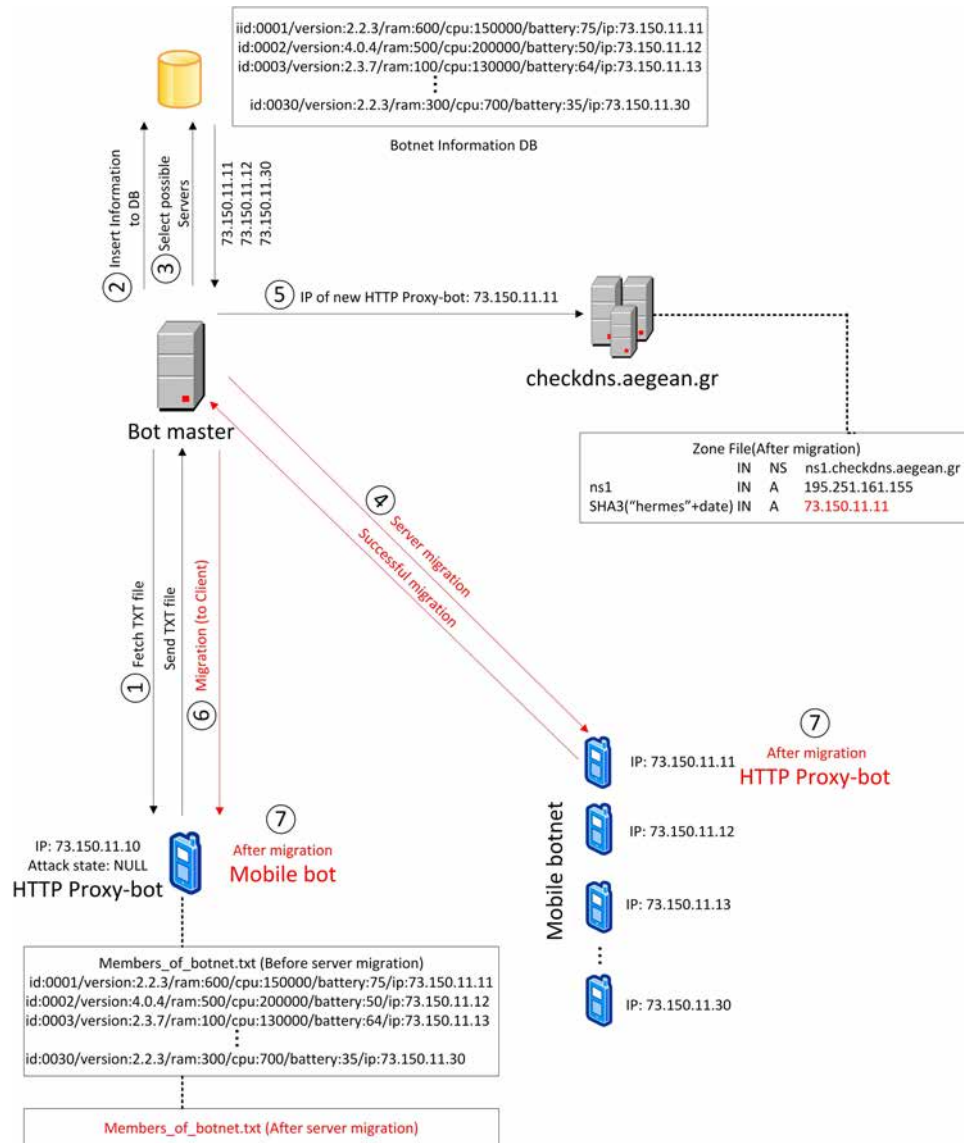 iid:0001/version:2.2.3/ram:600/cpu:150000/battery:75/ip:73.150.11.11
id:0002/version:4.0.4/ram:500/cpu:200000/battery:50/ip:73.150.11.12
id:0003/version:2.3.7/ram:100/cpu:130000/battery:64/ip:73.150.11.13
⋮
id:0030/version:2.2.3/ram:300/cpu:700/battery:35/ip:73.150.11.30
Botnet Information DB
2 Insert Information
to DB
3 Select possible
Servers
73.150.11.11
73.150.11.12
73.150.11.30
5 IP of new HTTP Proxy-bot: 73.150.11.11
checkdns.aegean.gr
Bot master
Zone File(After migration)
IN NS ns1.checkdns.aegean.gr
ns1 IN A 195.251.161.155
SHA3("hermes"+date) IN A 73.150.11.11
4 Server migration
Successful migration
1 Fetch TXT file
Send TXT file
6 Migration (to Client)
7
After migration
HTTP Proxy-bot
IP: 73.150.11.11
IP: 73.150.11.12
IP: 73.150.11.13
⋮
IP: 73.150.11.30
Mobile botnet
IP: 73.150.11.10
Attack state: NULL
HTTP Proxy-bot
7
After migration
Mobile bot
Members_of_botnet.txt (Before server migration)
id:0001/version:2.2.3/ram:600/cpu:150000/battery:75/ip:73.150.11.11
id:0002/version:4.0.4/ram:500/cpu:200000/battery:50/ip:73.150.11.12
id:0003/version:2.3.7/ram:100/cpu:130000/battery:64/ip:73.150.11.13
⋮
id:0030/version:2.2.3/ram:300/cpu:700/battery:35/ip:73.150.11.30
Members_of_botnet.txt (After server migration)